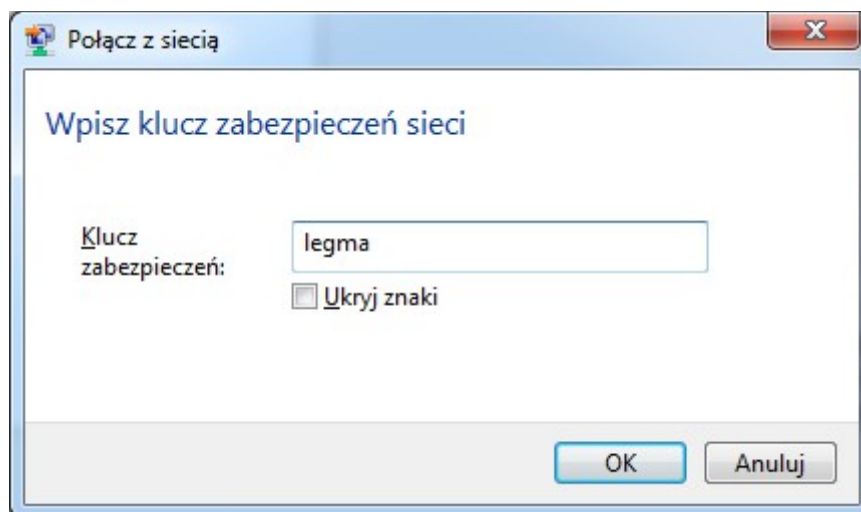 Połącz z siecią
Wpisz klucz zabezpieczeń sieci
Klucz
zabezpieczeń:
legma
Ukryj znaki
OK
Anuluj